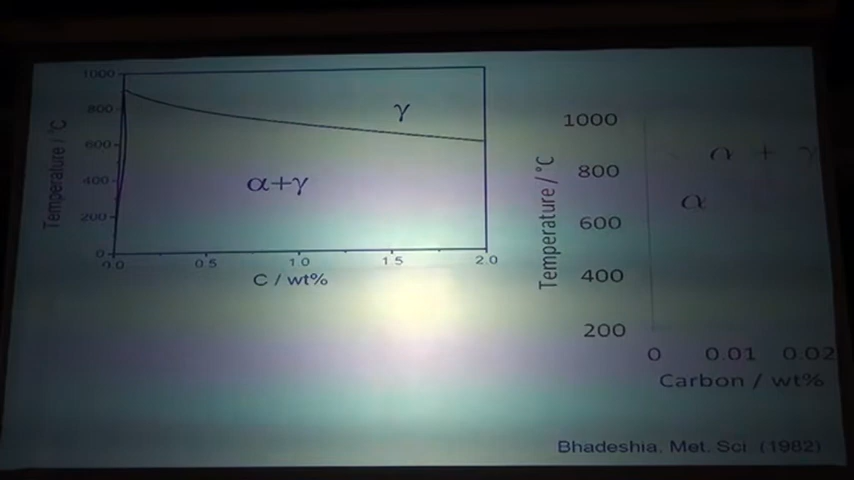 1000
800
600
400
200
0
Temperature / °C
γ
α+γ
0.0 0.5 1.0 1.5 2.0
C / wt%
1000
800
600
400
200
Temperature / °C
α + γ
α
0 0.01 0.02
Carbon / wt%
Bhadeshia, Met. Sci. (1982)